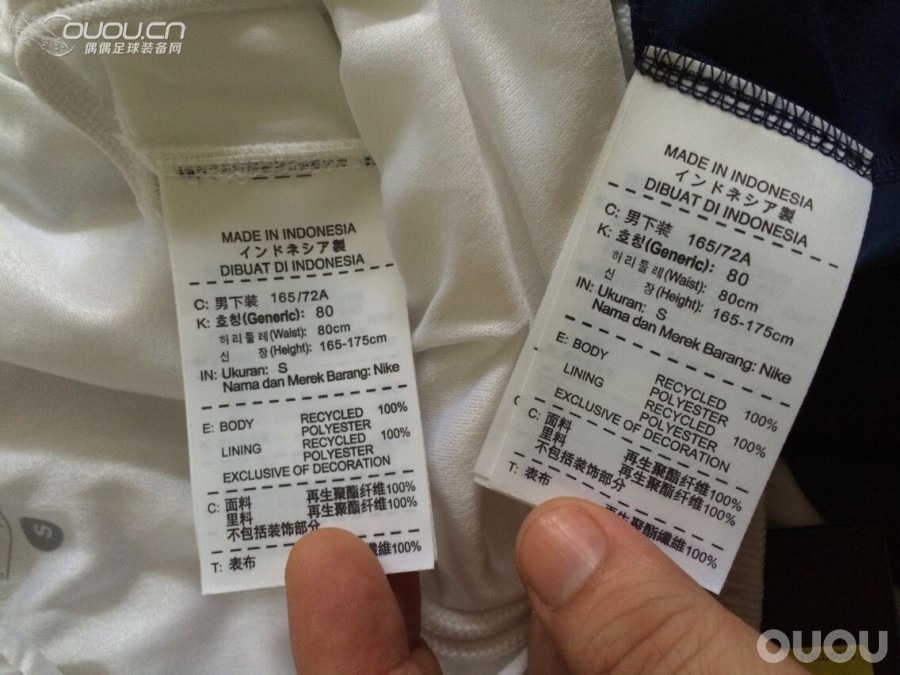 OUOU.CN
偶偶足球装备网
MADE IN INDONESIA
インドネシア製
DIBUAT DI INDONESIA
C: 男下装 165/72A
K: 호칭(Generic): 80
허리둘레(Waist): 80cm
신 장(Height): 165-175cm
IN: Ukuran: S
Nama dan Merek Barang: Nike
E: BODY RECYCLED 100%
POLYESTER
LINING RECYCLED 100%
POLYESTER
EXCLUSIVE OF DECORATION
C: 面料 再生聚酯纤维100%
里料 再生聚酯纤维100%
不包括装饰部分
T: 表布 纖維100%
MADE IN INDONESIA
インドネシア製
DIBUAT DI INDONESIA
C: 男下装 165/72A
K: 호칭(Generic): 80
허리둘레(Waist): 80cm
신 장(Height): 165-175cm
IN: Ukuran: S
Nama dan Merek Barang: Nike
E: BODY RECYCLED 100%
POLYESTER
LINING RECYCLED 100%
POLYESTER
EXCLUSIVE OF DECORATION
C: 面料 再生聚酯纤维100%
里料 再生聚酯纤维100%
不包括装饰部分
T: 表布 再生聚酯纖維100%
S
OUOU